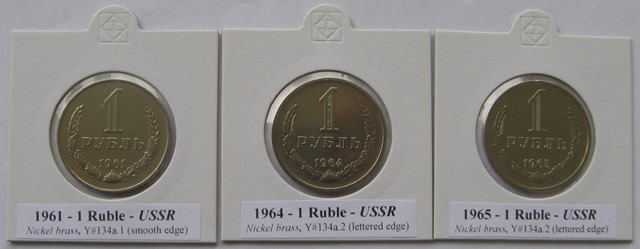 1
РУБЛЬ
1961
1961 - 1 Ruble - USSR
Nickel brass, Y#134a.1 (smooth edge)
1
РУБЛЬ
1964
1964 - 1 Ruble - USSR
Nickel brass, Y#134a.2 (lettered edge)
1
РУБЛЬ
1965
1965 - 1 Ruble - USSR
Nickel brass, Y#134a.2 (lettered edge)